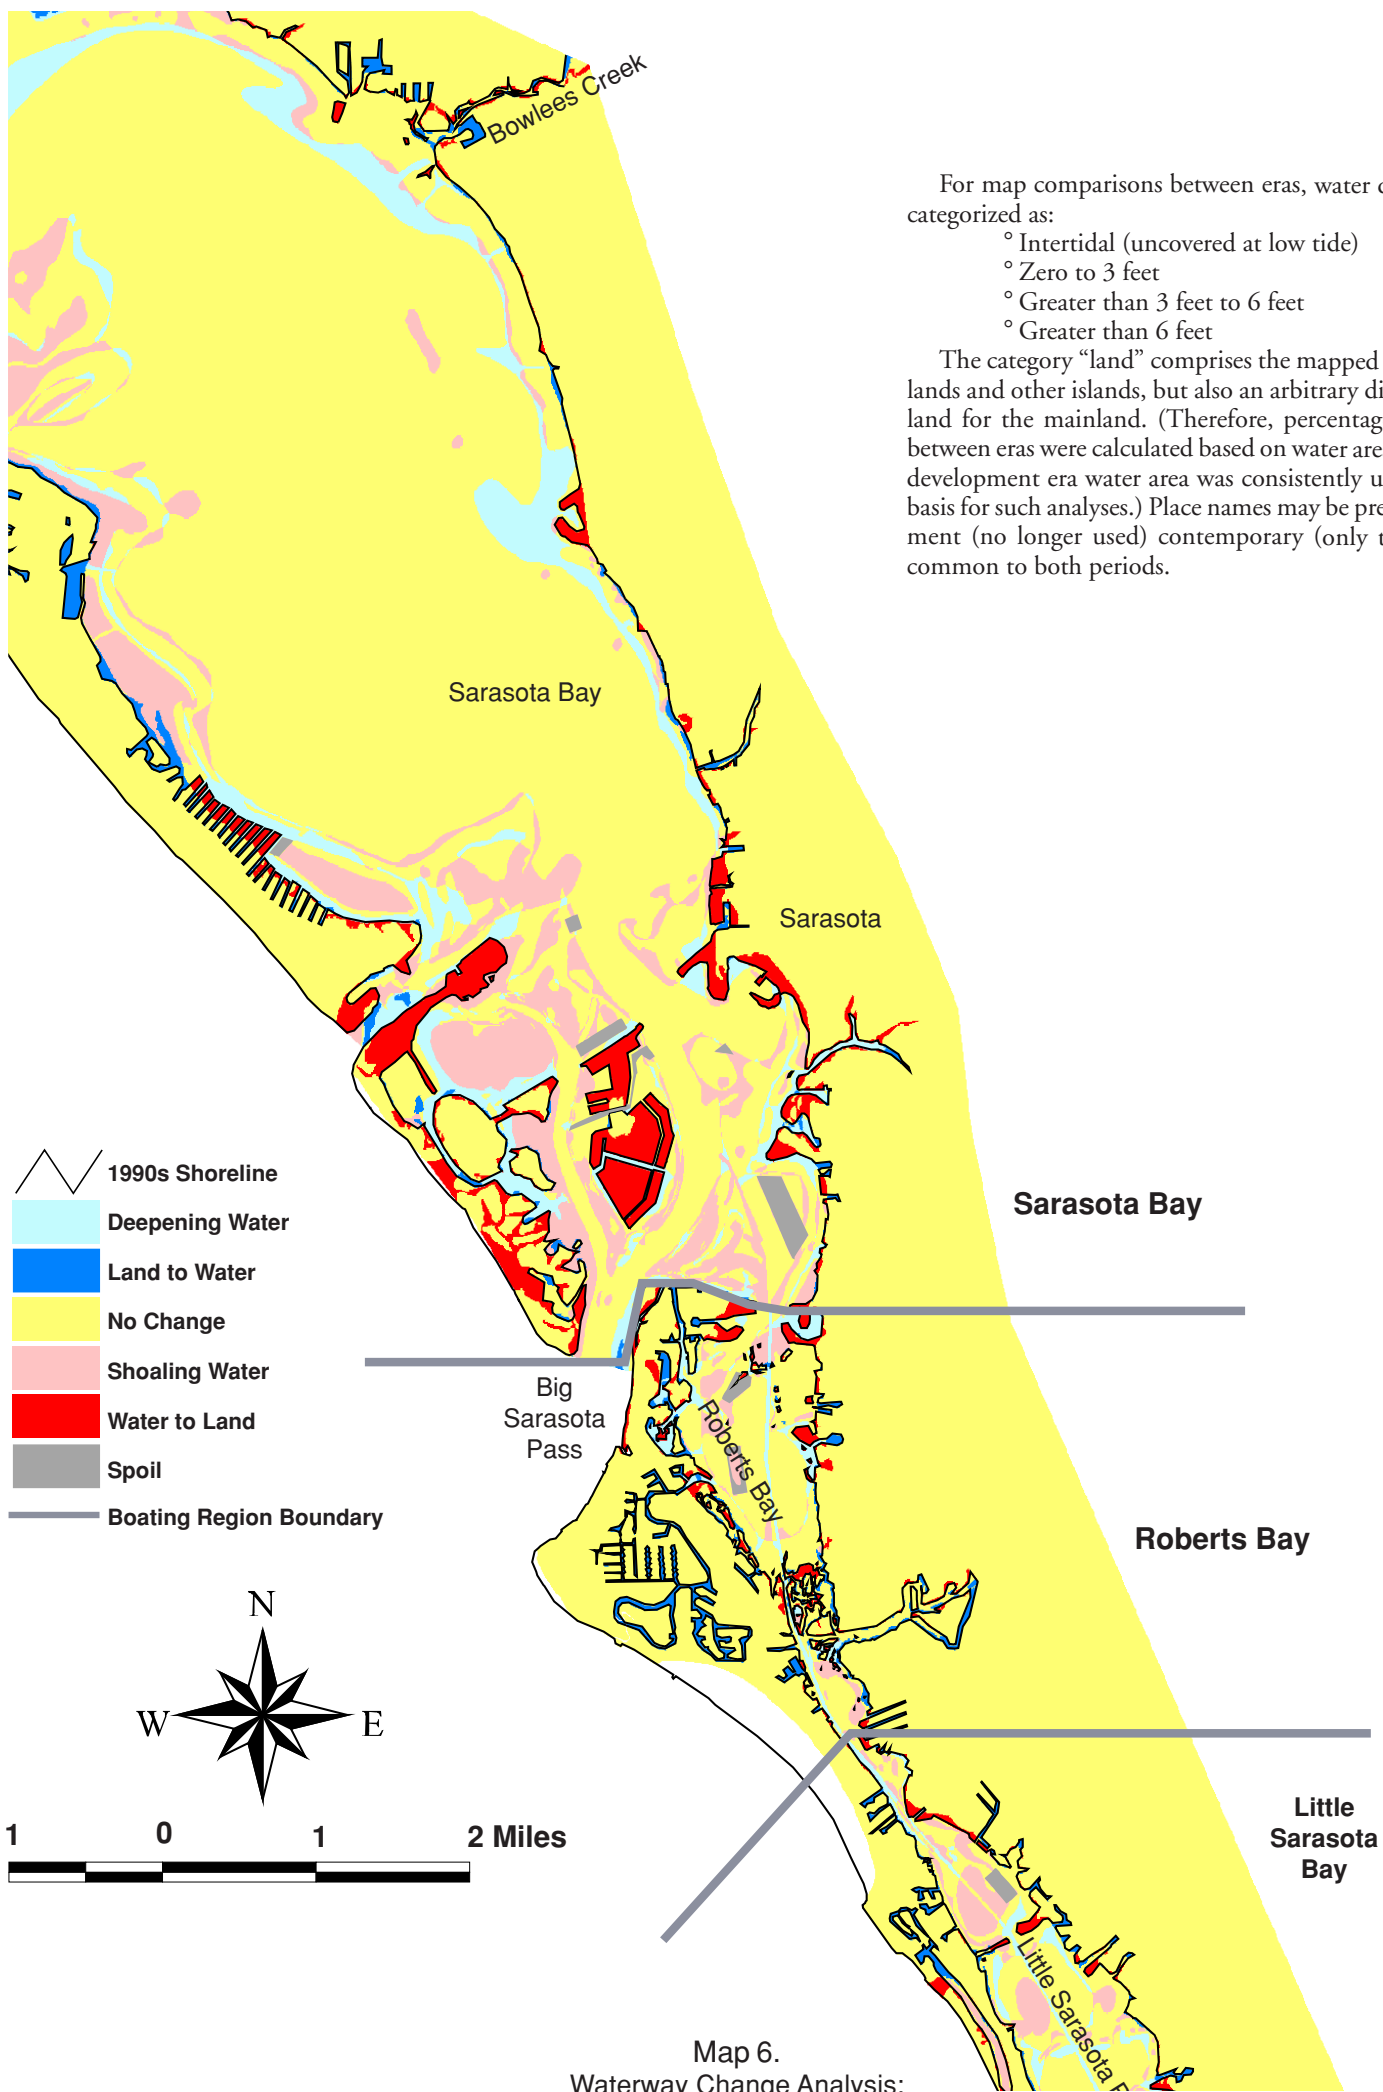 Bowlees Creek
For map comparisons between eras, water
categorized as:
° Intertidal (uncovered at low tide)
° Zero to 3 feet
° Greater than 3 feet to 6 feet
° Greater than 6 feet
The category “land” comprises the mapped
lands and other islands, but also an arbitrary
land for the mainland. (Therefore,
between eras were calculated based on water
development era water area was consistently
basis for such analyses.) Place names may be
ment (no longer used) contemporary (only
common to both periods.
Sarasota Bay
Sarasota
1990s Shoreline
Deepening Water
Land to Water
No Change
Shoaling Water
Water to Land
Spoil
Boating Region Boundary
Sarasota Bay
Big
Sarasota
Pass
Roberts Bay
Roberts Bay
N
W E
1 0 1 2 Miles
Little
Sarasota
Bay
Little Sarasota
Map 6.
Waterway Change Analysis: